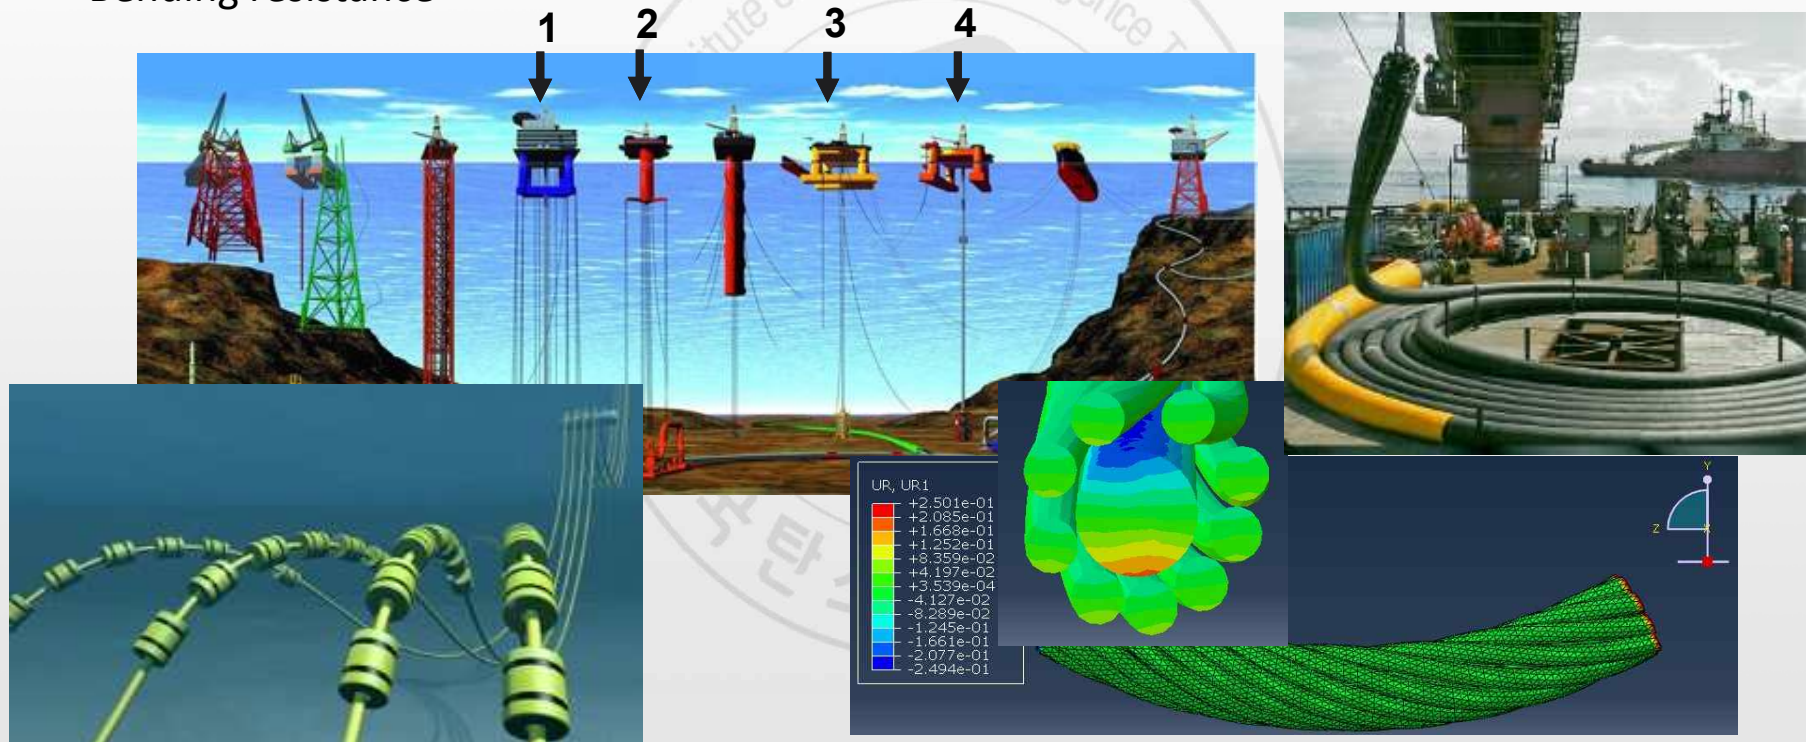 Bending resistance
1
2
3
4
UR, UR1
+2.501e-01
+2.085e-01
+1.668e-01
+1.252e-01
+8.359e-02
+4.197e-02
+3.539e-04
-4.127e-02
-8.289e-02
-1.245e-01
-1.661e-01
-2.077e-01
-2.494e-01
Y
Z
X